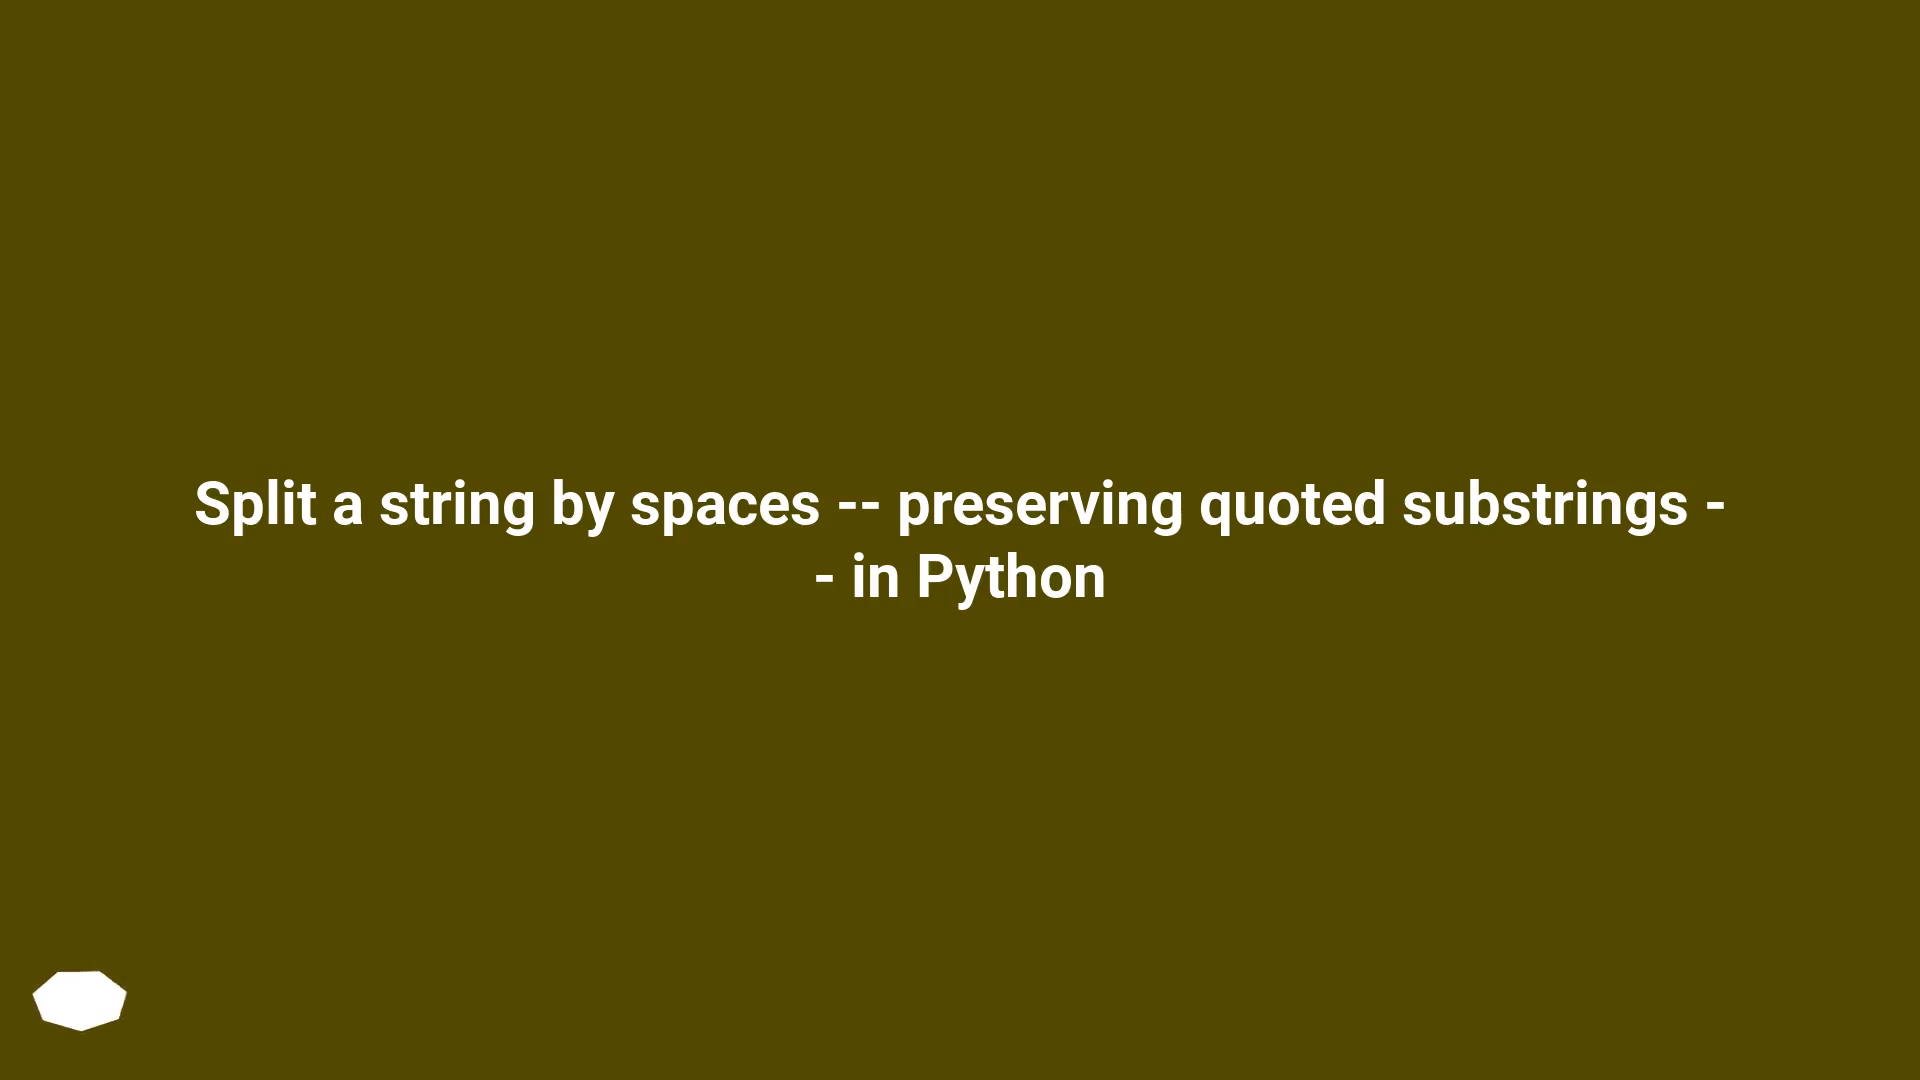 Split a string by spaces -- preserving quoted substrings -
- in Python